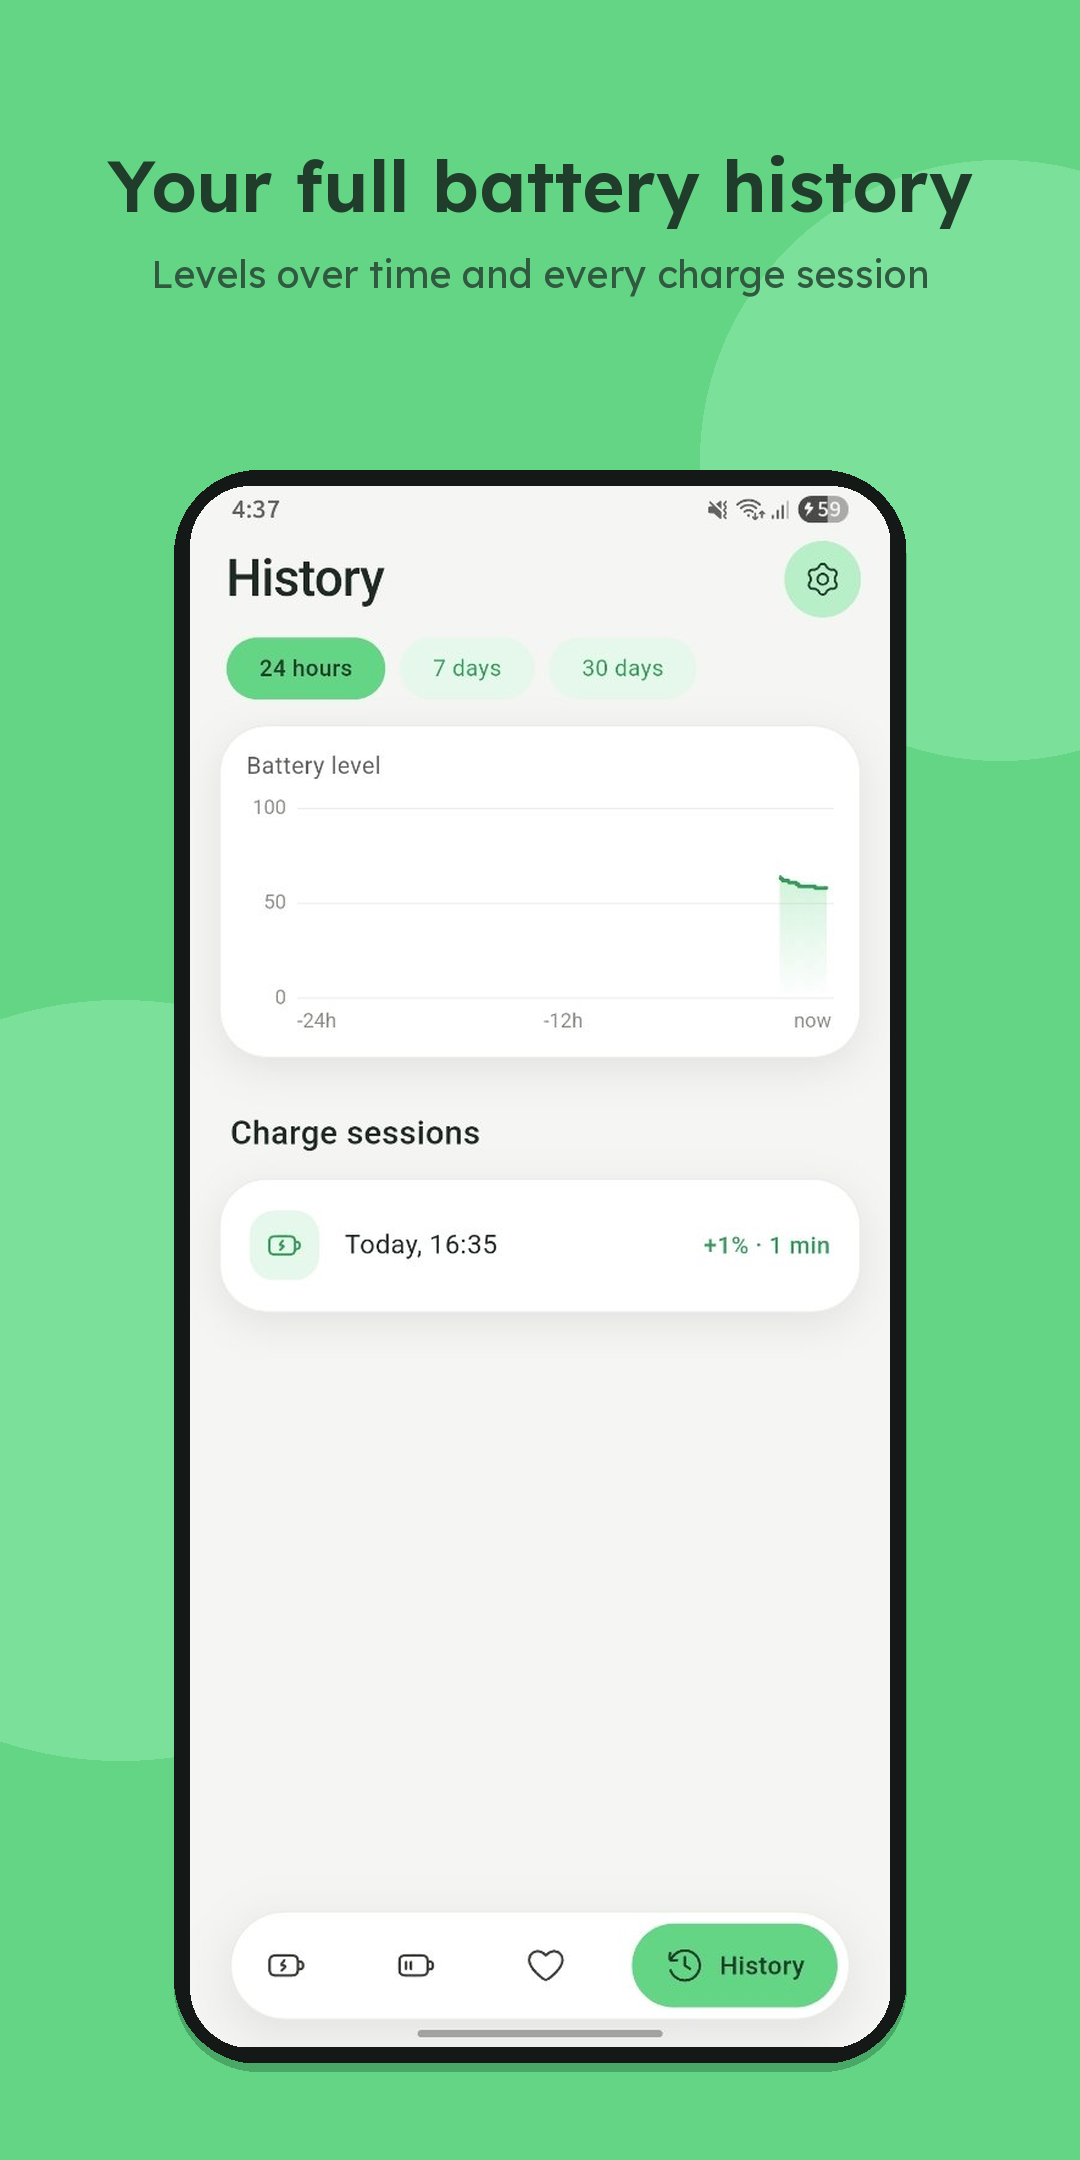 Your full battery history
Levels over time and every charge session
4:37
59
History
24 hours
7 days
30 days
Battery level
100
50
0
-24h
-12h
now
Charge sessions
Today, 16:35
+1% · 1 min
History